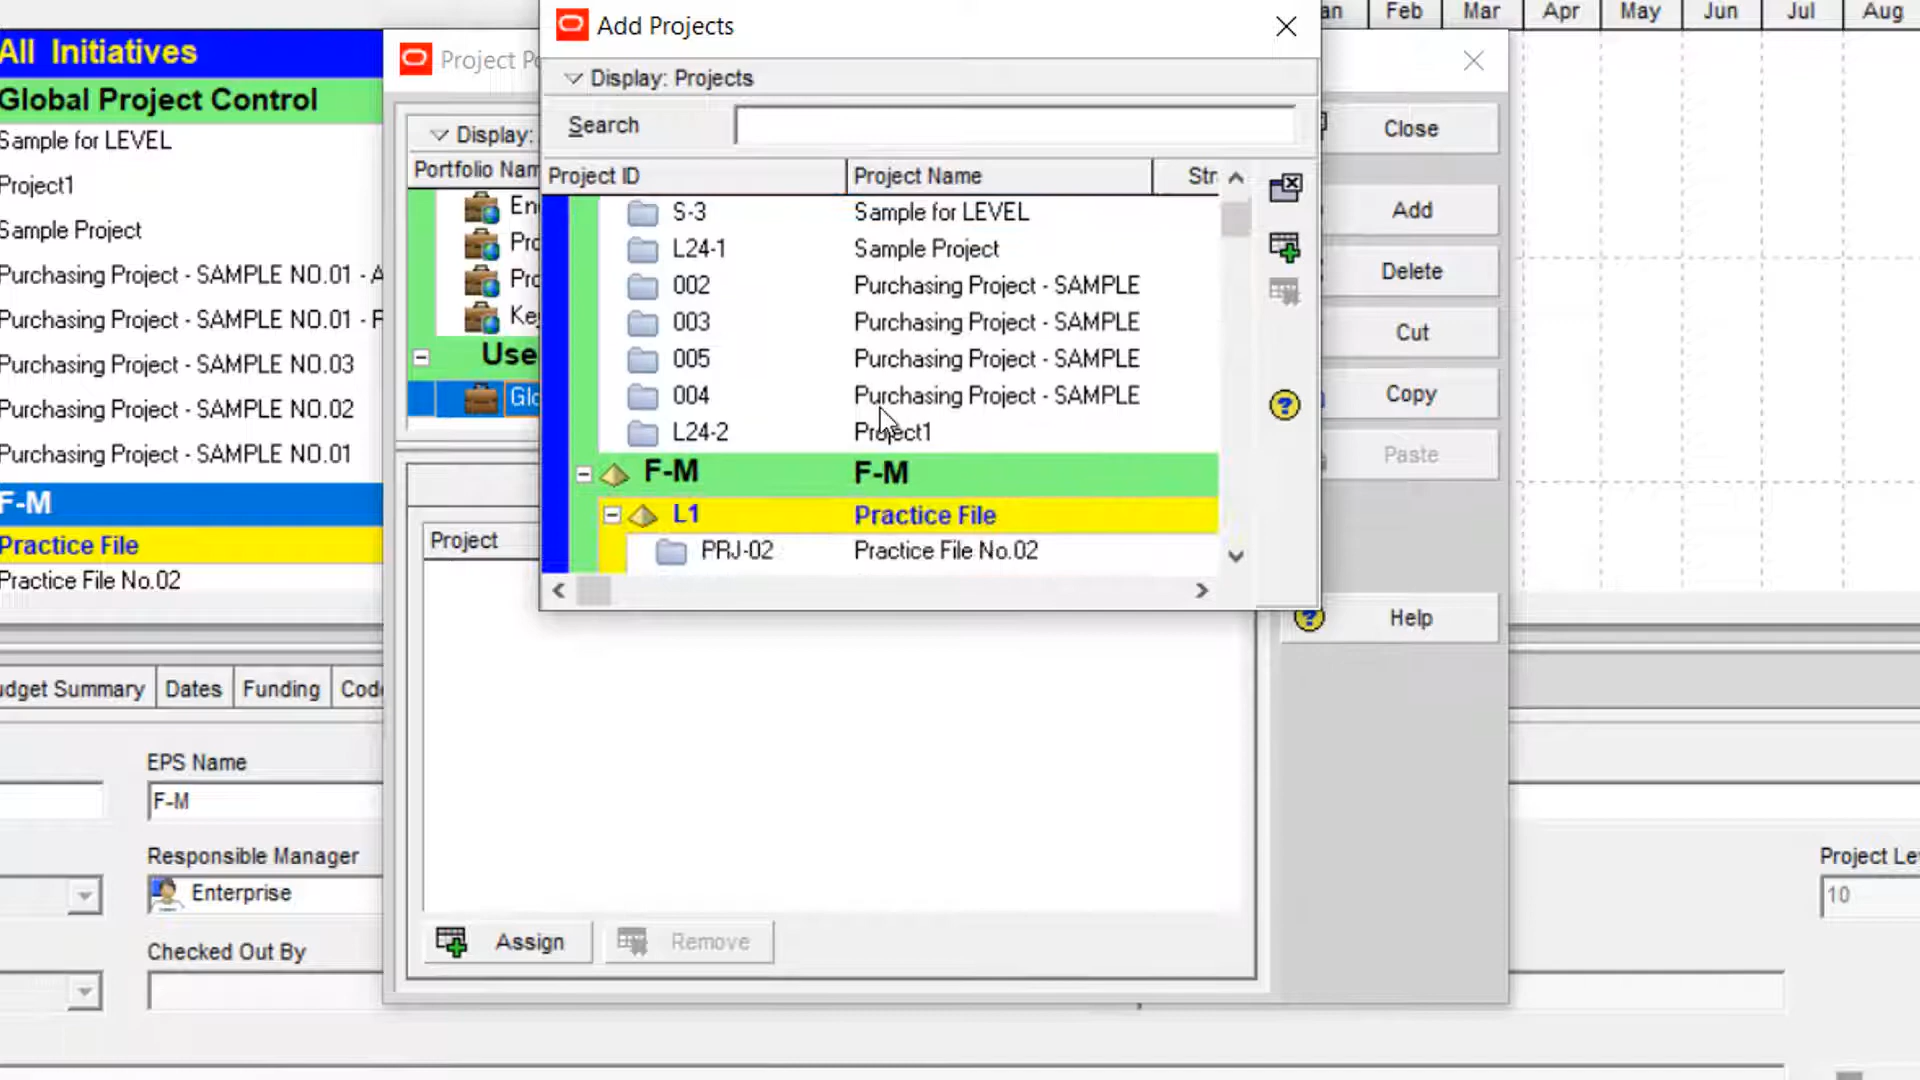 All Initiatives
Global Project Control
Sample for LEVEL
Project1
Sample Project
Purchasing Project - SAMPLE NO.01 - A
Purchasing Project - SAMPLE NO.01 - F
Purchasing Project - SAMPLE NO.03
Purchasing Project - SAMPLE NO.02
Purchasing Project - SAMPLE NO.01
F-M
Practice File
Practice File No.02
Feb Mar Apr May Jun Jul Aug
Project Po
Display:
Portfolio Nam
En
Pro
Pro
Key
Use
Glo
Project
Assign
Remove
Add Projects
Display: Projects
Search
Project ID Project Name Str
S-3 Sample for LEVEL
L24-1 Sample Project
002 Purchasing Project - SAMPLE
003 Purchasing Project - SAMPLE
005 Purchasing Project - SAMPLE
004 Purchasing Project - SAMPLE
L24-2 Project1
F-M F-M
L1 Practice File
PRJ-02 Practice File No.02
Close
Add
Delete
Cut
Copy
Paste
Help
udget Summary Dates Funding Code
EPS Name
F-M
Responsible Manager
Enterprise
Checked Out By
Project Lev
10